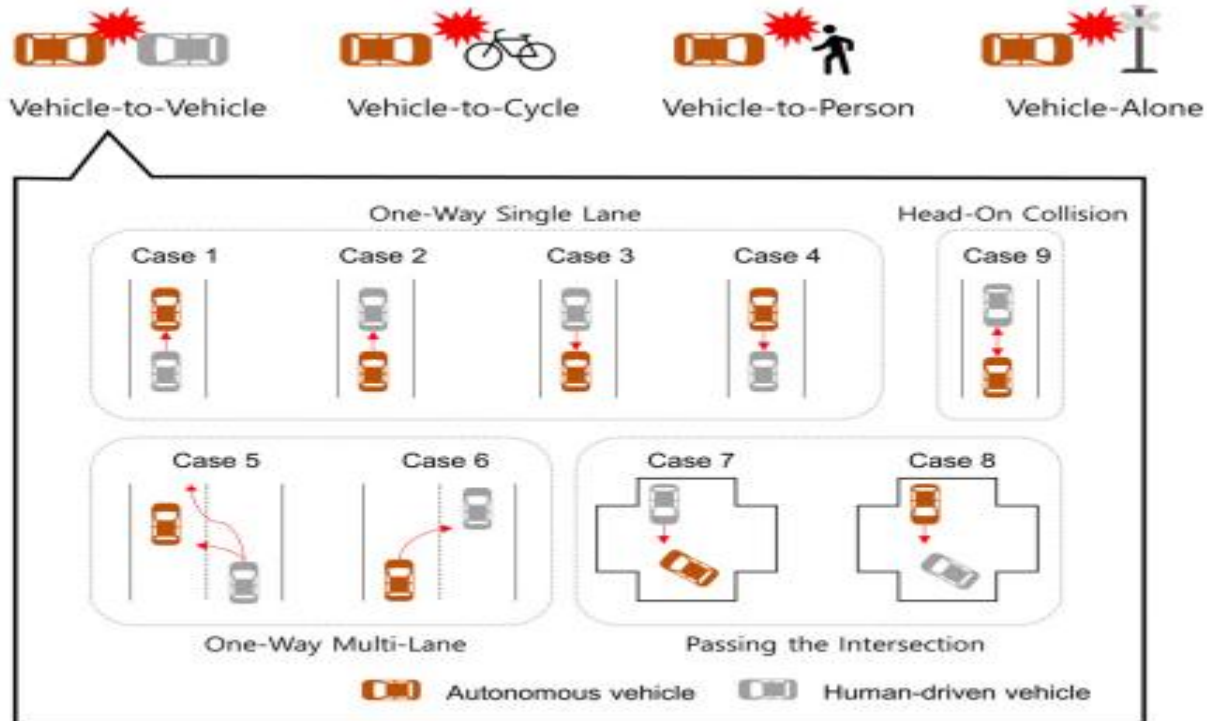 Vehicle-to-Vehicle Vehicle-to-Cycle Vehicle-to-Person Vehicle-Alone
One-Way Single Lane Head-On Collision
Case 1 Case 2 Case 3 Case 4 Case 9
Case 5 Case 6 Case 7 Case 8
One-Way Multi-Lane Passing the Intersection
Autonomous vehicle Human-driven vehicle